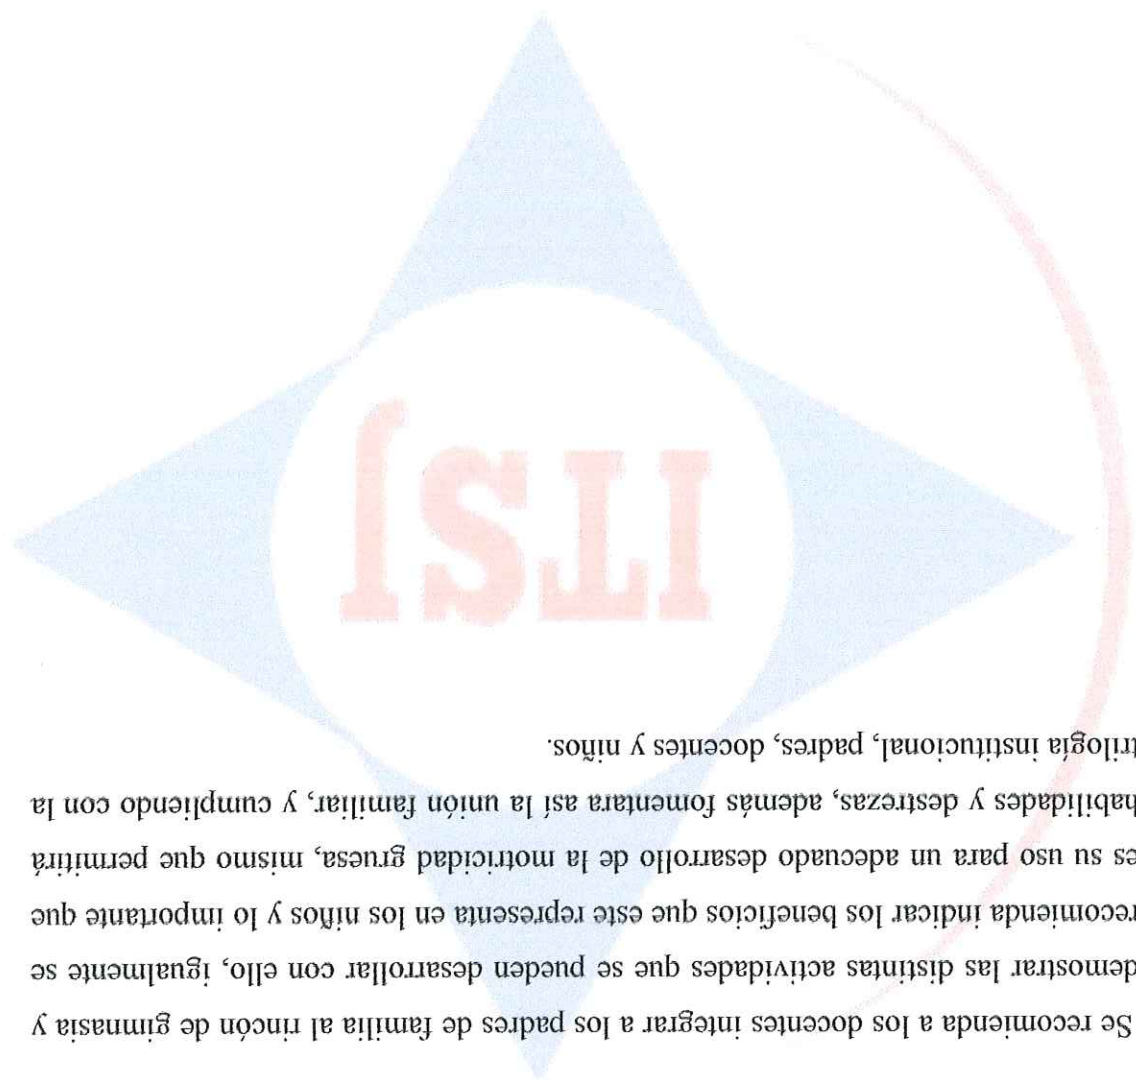 Se recomienda a los docentes integrar a los padres de familia al rincón de gimnasia y
demostrar las distintas actividades que se pueden desarrollar con ello, igualmente se
recomienda indicar los beneficios que este representa en los niños y lo importante que
es su uso para un adecuado desarrollo de la motricidad gruesa, mismo que permitirá
habilidades y destrezas, además fomentara así la unión familiar, y cumpliendo con la
trilogía institucional, padres, docentes y niños.
ITSJ